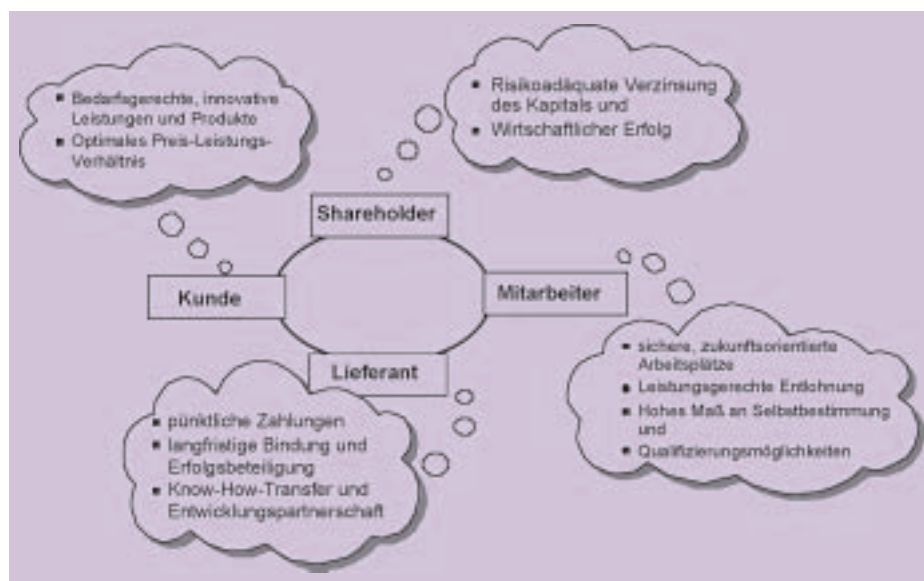 ▪ Bedarfsgerechte, innovative
Leistungen und Produkte
▪ Optimales Preis-Leistungs-
Verhältnis
▪ Risikoadäquate Verzinsung
des Kapitals und
▪ Wirtschaftlicher Erfolg
Shareholder
Kunde
Mitarbeiter
Lieferant
▪ sichere, zukunftsorientierte
Arbeitsplätze
▪ Leistungsgerechte Entlohnung
▪ Hohes Maß an Selbstbestimmung
und
▪ Qualifizierungsmöglichkeiten
▪ pünktliche Zahlungen
▪ langfristige Bindung und
Erfolgsbeteiligung
▪ Know-How-Transfer und
Entwicklungspartnerschaft